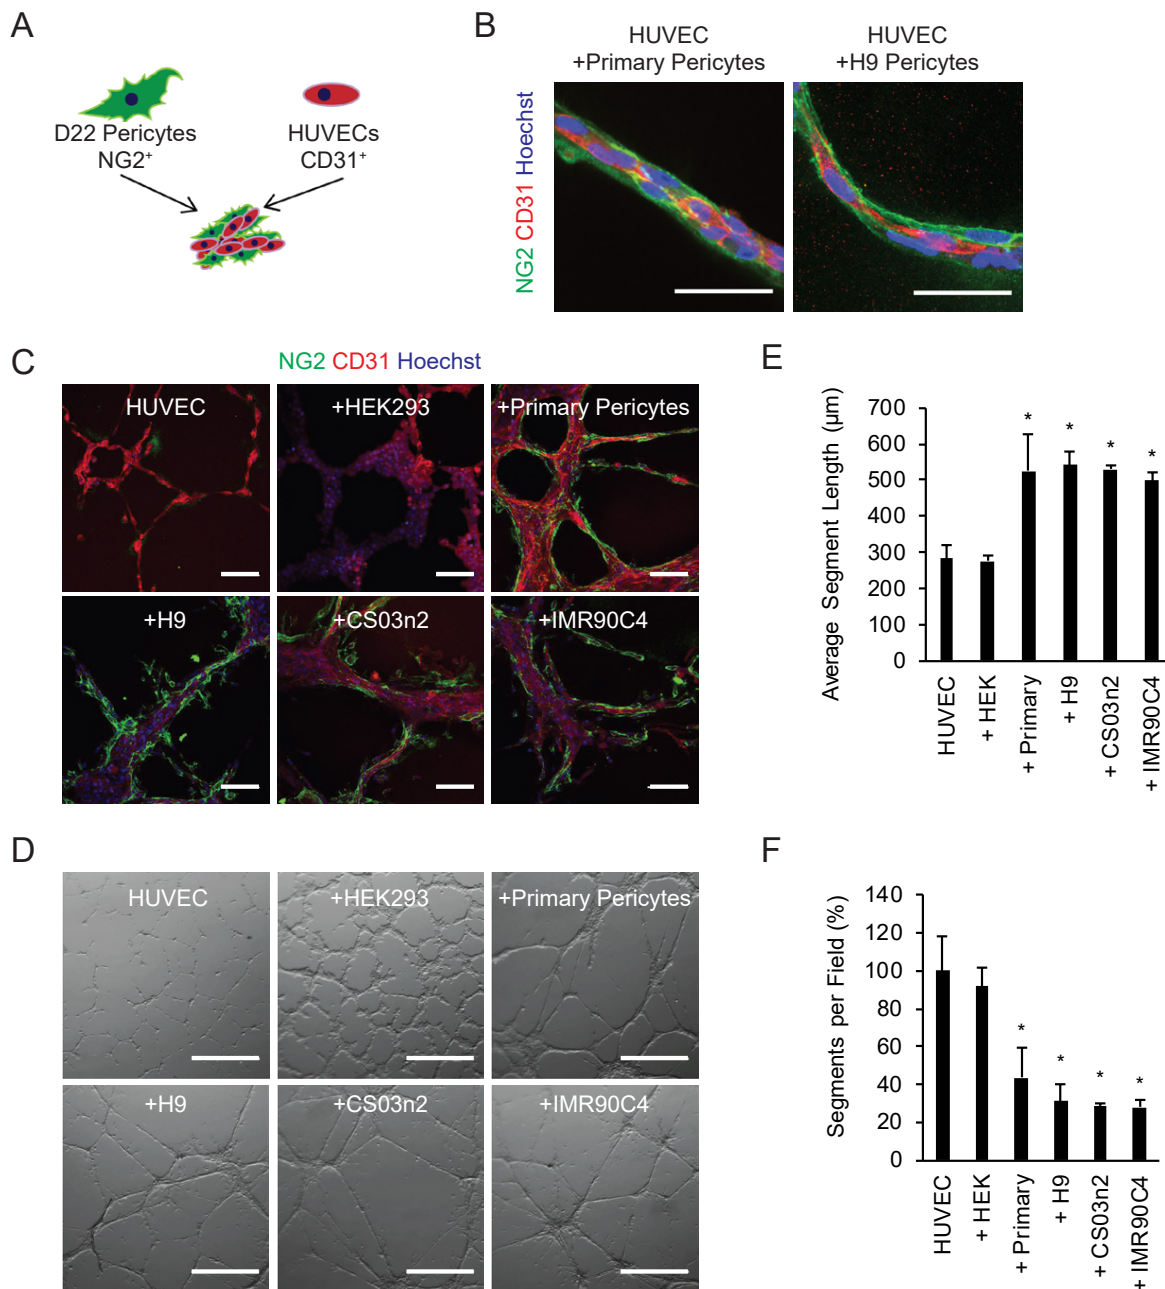 A
D22 Pericytes
NG2⁺
HUVECs
CD31⁺
B
HUVEC
+Primary Pericytes
HUVEC
+H9 Pericytes
NG2 CD31 Hoechst
C
NG2 CD31 Hoechst
HUVEC
+HEK293
+Primary Pericytes
+H9
+CS03n2
+IMR90C4
D
HUVEC
+HEK293
+Primary Pericytes
+H9
+CS03n2
+IMR90C4
E
Average Segment Length (µm)
700
600
500
400
300
200
100
0
* * * *
HUVEC
+ HEK
+ Primary
+ H9
+ CS03n2
+ IMR90C4
F
Segments per Field (%)
140
120
100
80
60
40
20
0
* * * *
HUVEC
+ HEK
+ Primary
+ H9
+ CS03n2
+ IMR90C4